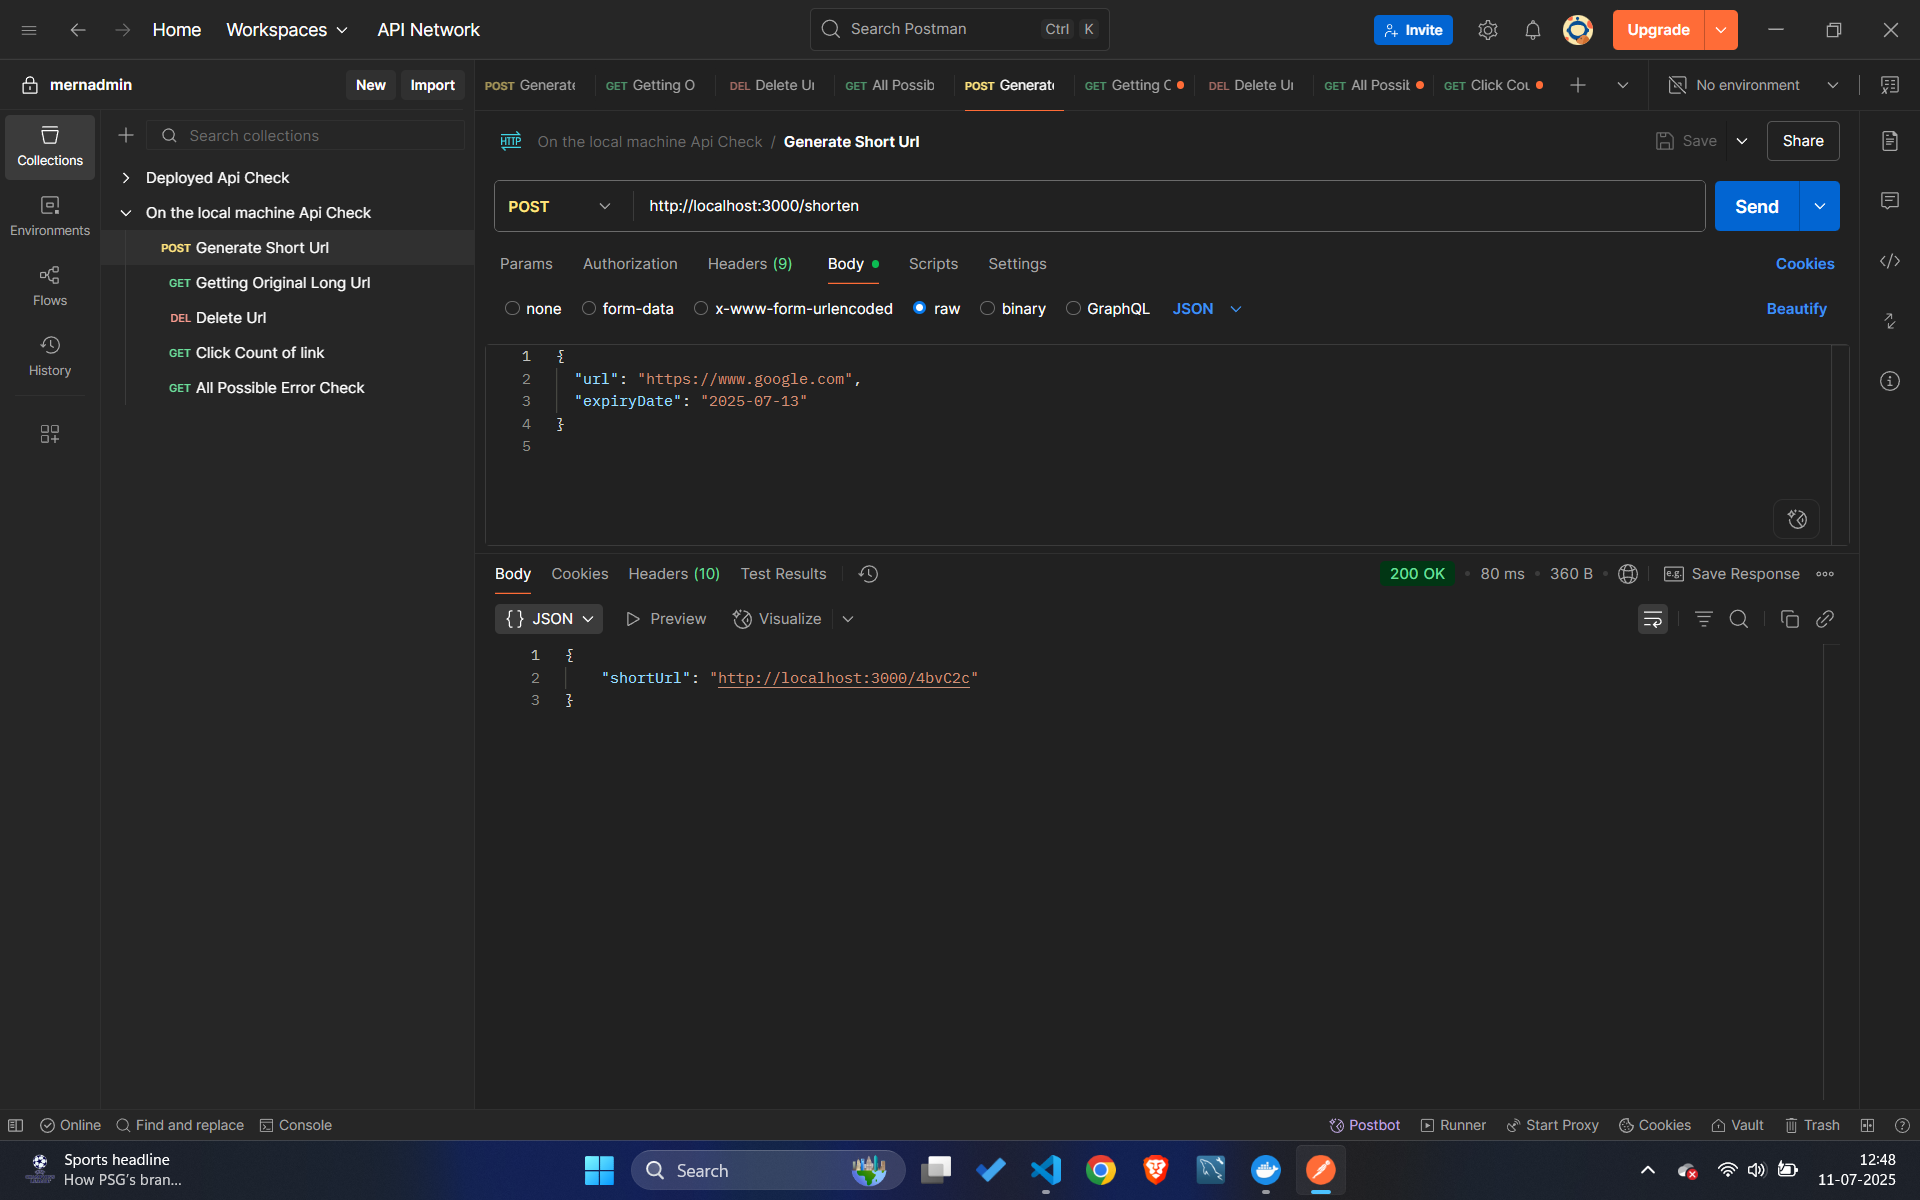 Home Workspaces API Network Search Postman Ctrl K Invite Upgrade
mernadmin New Import POST Generate GET Getting O DEL Delete Ur GET All Possib POST Generate GET Getting O DEL Delete Ur GET All Possib GET Click Cou No environment
Search collections
Collections
Environments
Flows
History
Deployed Api Check
On the local machine Api Check
POST Generate Short Url
GET Getting Original Long Url
DEL Delete Url
GET Click Count of link
GET All Possible Error Check
HTTP On the local machine Api Check / Generate Short Url Save Share
POST http://localhost:3000/shorten Send
Params Authorization Headers (9) Body Scripts Settings Cookies
none form-data x-www-form-urlencoded raw binary GraphQL JSON Beautify
1 {
2 "url": "https://www.google.com",
3 "expiryDate": "2025-07-13"
4 }
5
Body Cookies Headers (10) Test Results 200 OK • 80 ms • 360 B • e.g. Save Response
{} JSON Preview Visualize
1 {
2 "shortUrl": "http://localhost:3000/4bvC2c"
3 }
Online Find and replace Console Postbot Runner Start Proxy Cookies Vault Trash
Sports headline
How PSG's bran...
Search
12:48
11-07-2025